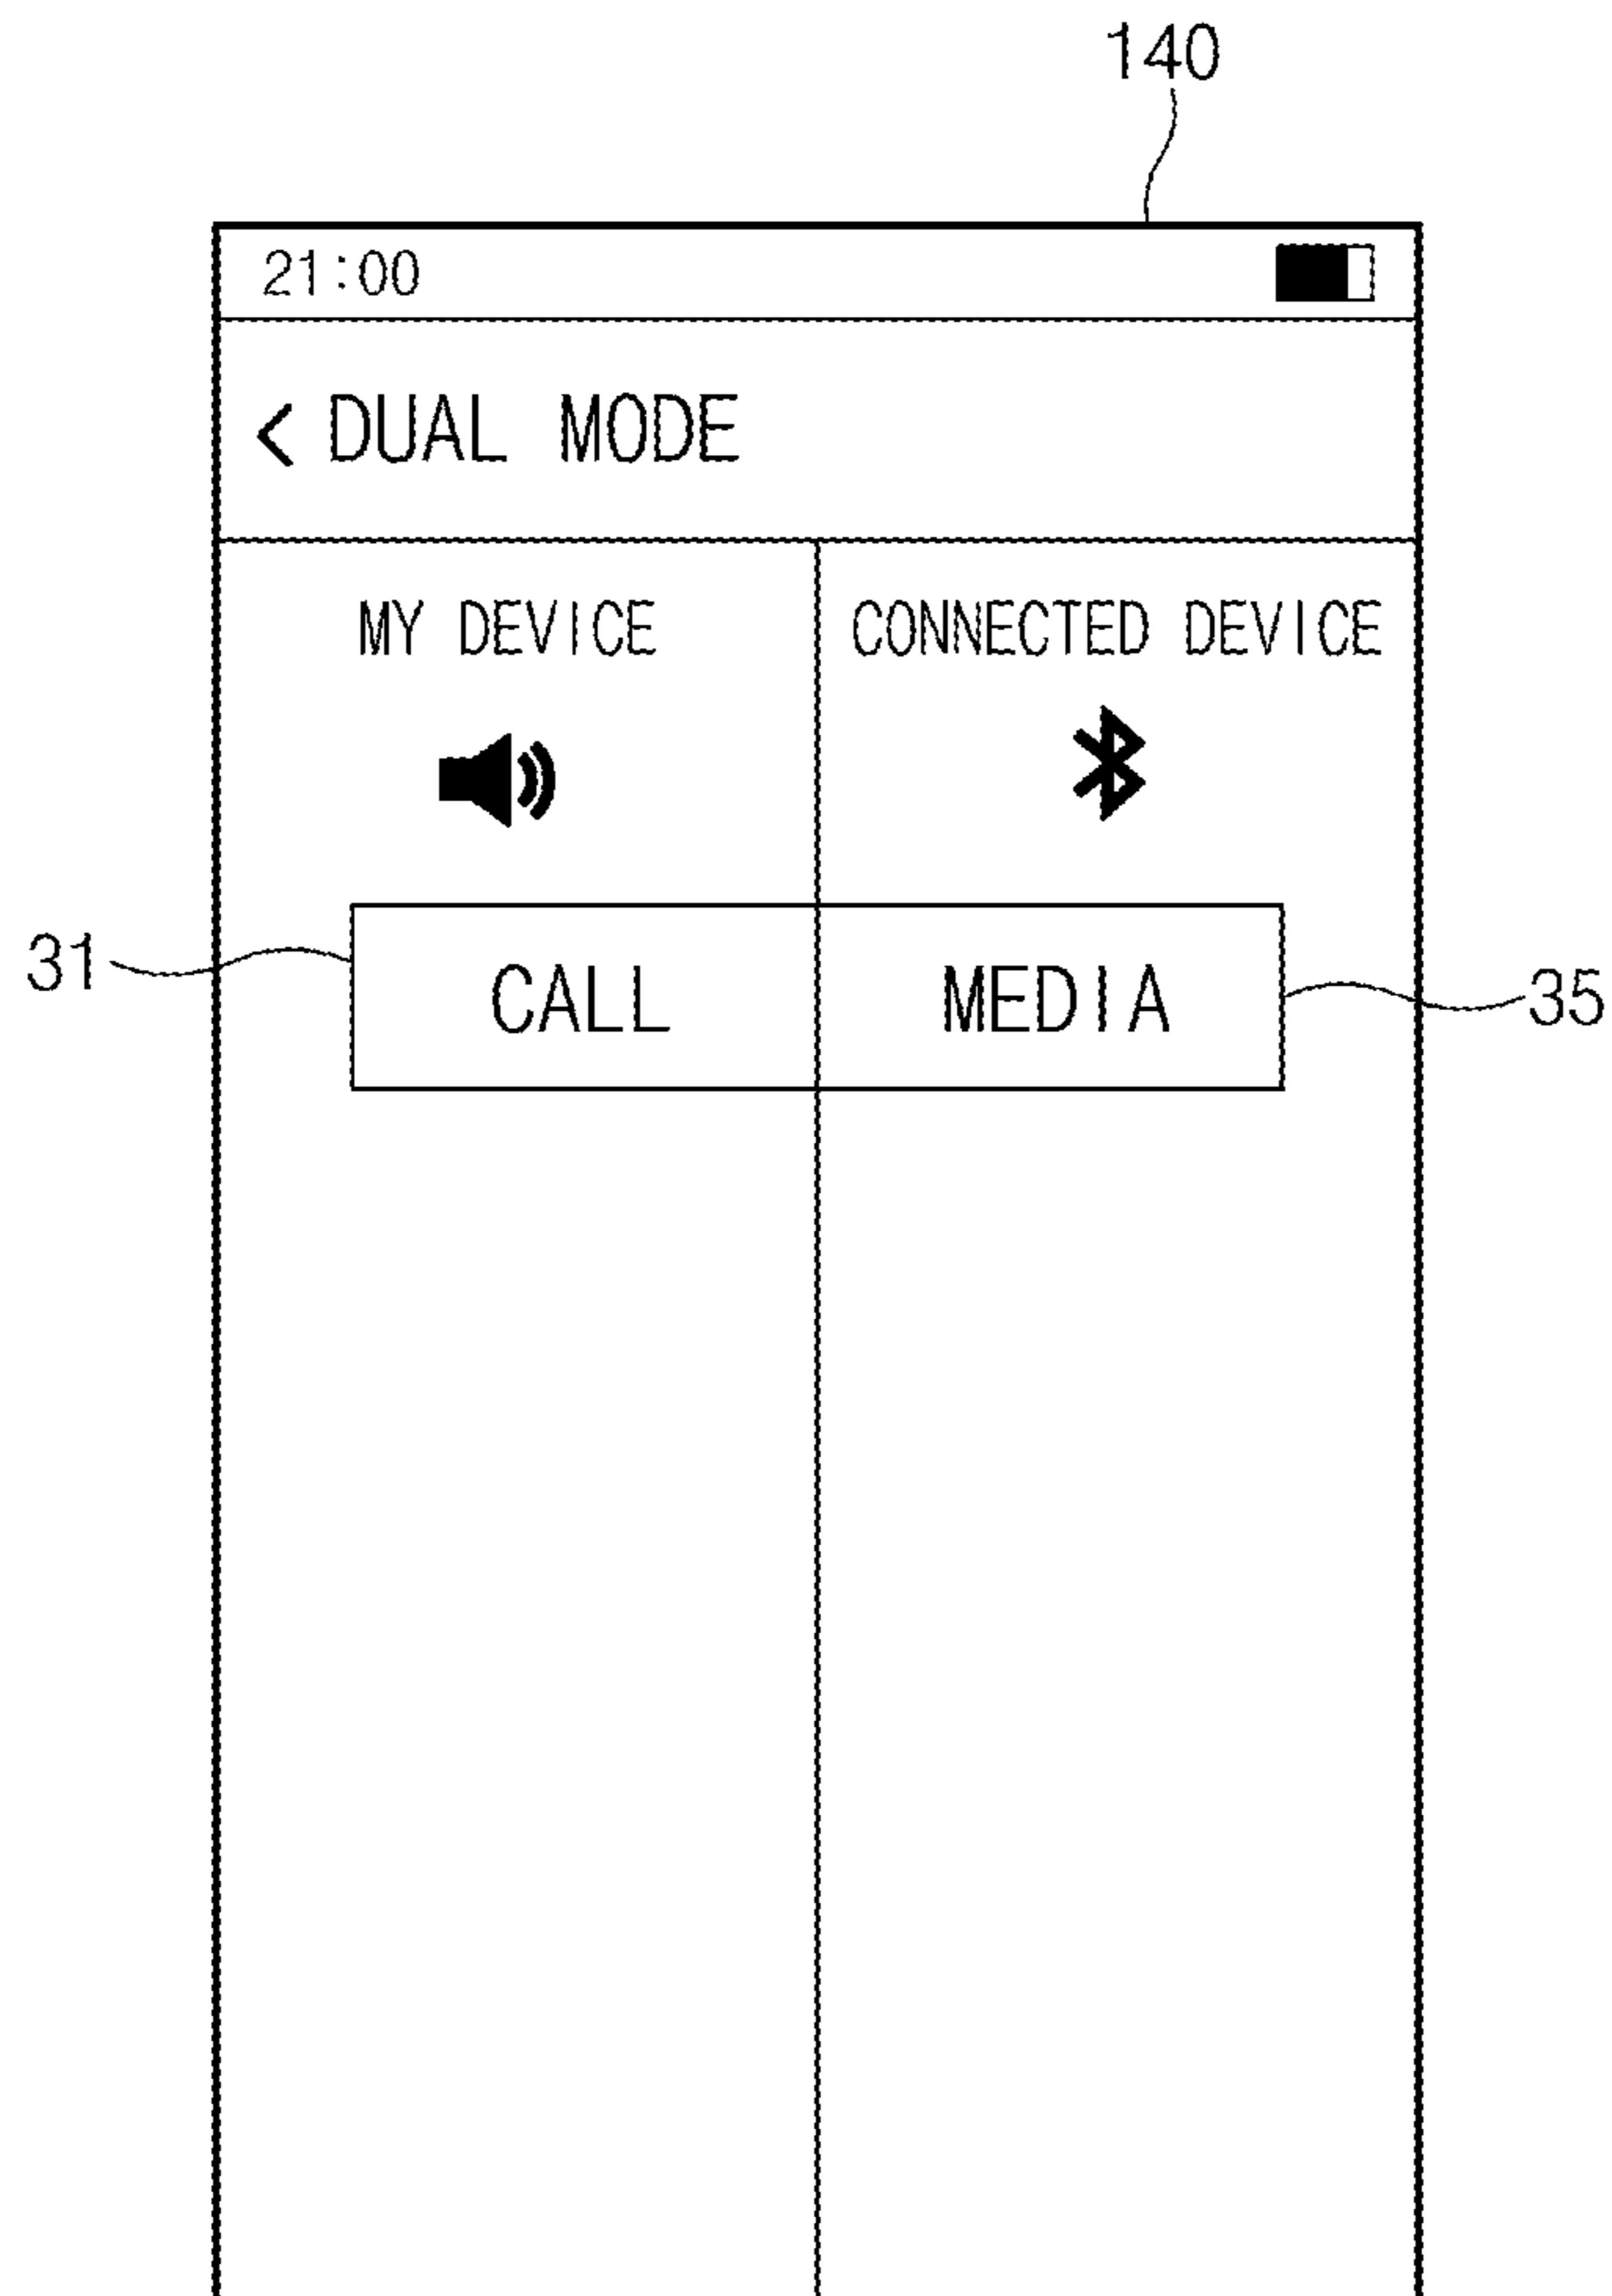 140
21:00
< DUAL MODE
MY DEVICE
CONNECTED DEVICE
31
CALL
MEDIA
35